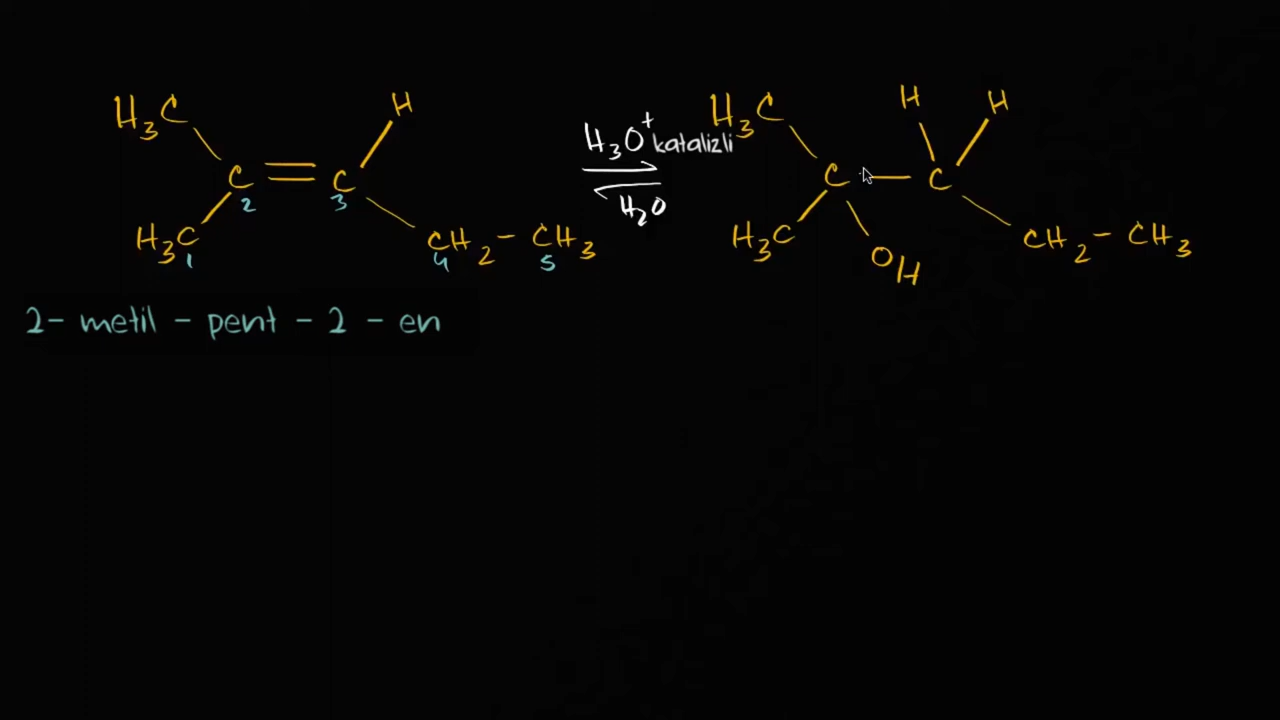 H₃C H
C = C
2 3
H₃C CH₂ - CH₃
1 4 5
2 - metil - pent - 2 - en
H₃O⁺ katalizli
H₂O
H₃C H H
C — C
H₃C OH CH₂ - CH₃